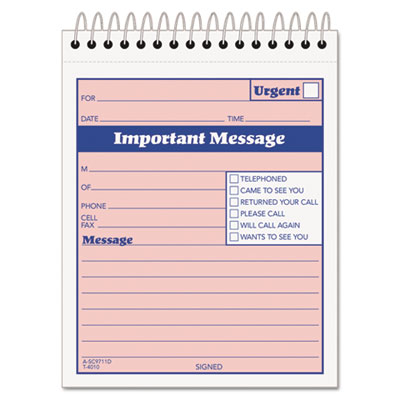 Urgent
FOR
DATE TIME
Important Message
M
OF
PHONE
CELL
FAX
TELEPHONED
CAME TO SEE YOU
RETURNED YOUR CALL
PLEASE CALL
WILL CALL AGAIN
WANTS TO SEE YOU
Message
A-SC9711D
T-4010
SIGNED